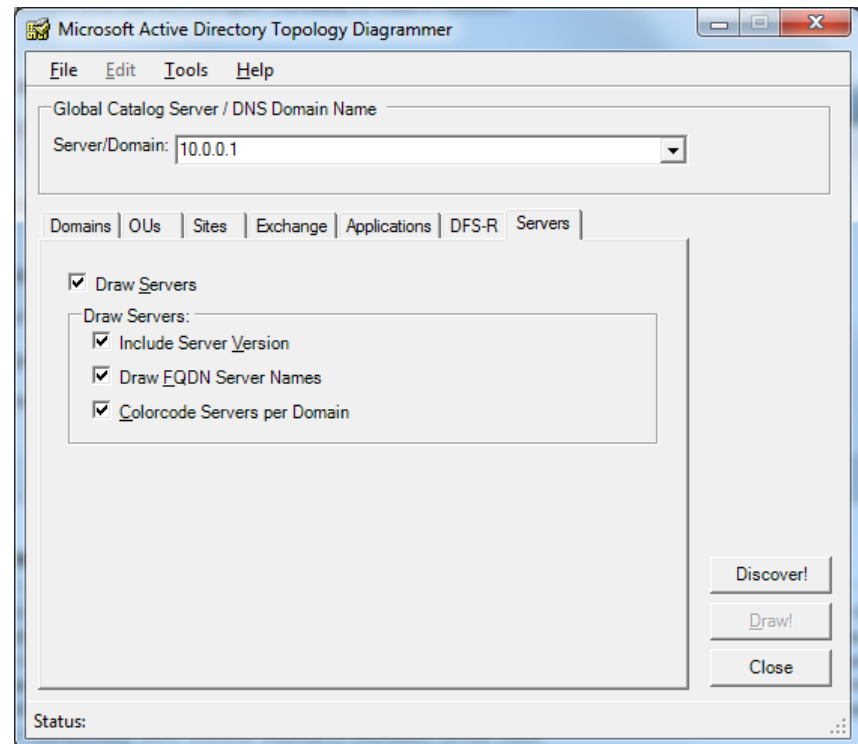 Microsoft Active Directory Topology Diagrammer
File Edit Tools Help
Global Catalog Server / DNS Domain Name
Server/Domain: 10.0.0.1
Domains OUs Sites Exchange Applications DFS-R Servers
Draw Servers
Draw Servers:
Include Server Version
Draw FQDN Server Names
Colorcode Servers per Domain
Discover!
Draw!
Close
Status: